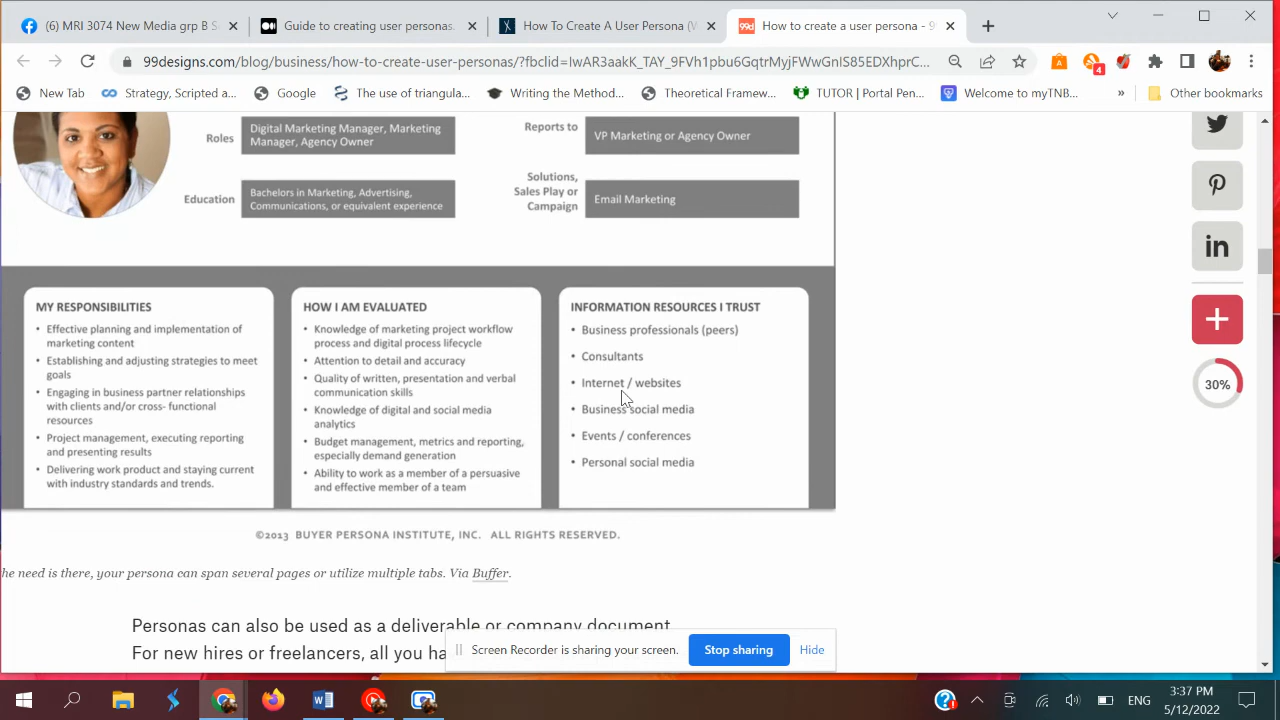 (6) MRI 3074 New Media grp B S
Guide to creating user personas.
How To Create A User Persona (W
99d
How to create a user persona - 9
99designs.com/blog/business/how-to-create-user-personas/?fbclid=IwAR3aakK_TAY_9FVh1pbu6GqtrMyjFWwGnIS85EDXhprC...
4
New Tab
Strategy, Scripted a...
Google
The use of triangula...
Writing the Method...
Theoretical Framew...
TUTOR | Portal Pen...
Welcome to myTNB...
»
Other bookmarks
Roles
Digital Marketing Manager, Marketing
Manager, Agency Owner
Reports to
VP Marketing or Agency Owner
Education
Bachelors in Marketing, Advertising,
Communications, or equivalent experience
Solutions,
Sales Play or
Campaign
Email Marketing
MY RESPONSIBILITIES
• Effective planning and implementation of
marketing content
• Establishing and adjusting strategies to meet
goals
• Engaging in business partner relationships
with clients and/or cross- functional
resources
• Project management, executing reporting
and presenting results
• Delivering work product and staying current
with industry standards and trends.
HOW I AM EVALUATED
• Knowledge of marketing project workflow
process and digital process lifecycle
• Attention to detail and accuracy
• Quality of written, presentation and verbal
communication skills
• Knowledge of digital and social media
analytics
• Budget management, metrics and reporting,
especially demand generation
• Ability to work as a member of a persuasive
and effective member of a team
INFORMATION RESOURCES I TRUST
• Business professionals (peers)
• Consultants
• Internet / websites
• Business social media
• Events / conferences
• Personal social media
©2013 BUYER PERSONA INSTITUTE, INC. ALL RIGHTS RESERVED.
he need is there, your persona can span several pages or utilize multiple tabs. Via Buffer.
Personas can also be used as a deliverable or company document.
For new hires or freelancers, all you ha
in
30%
Screen Recorder is sharing your screen.
Stop sharing
Hide
ENG
3:37 PM
5/12/2022